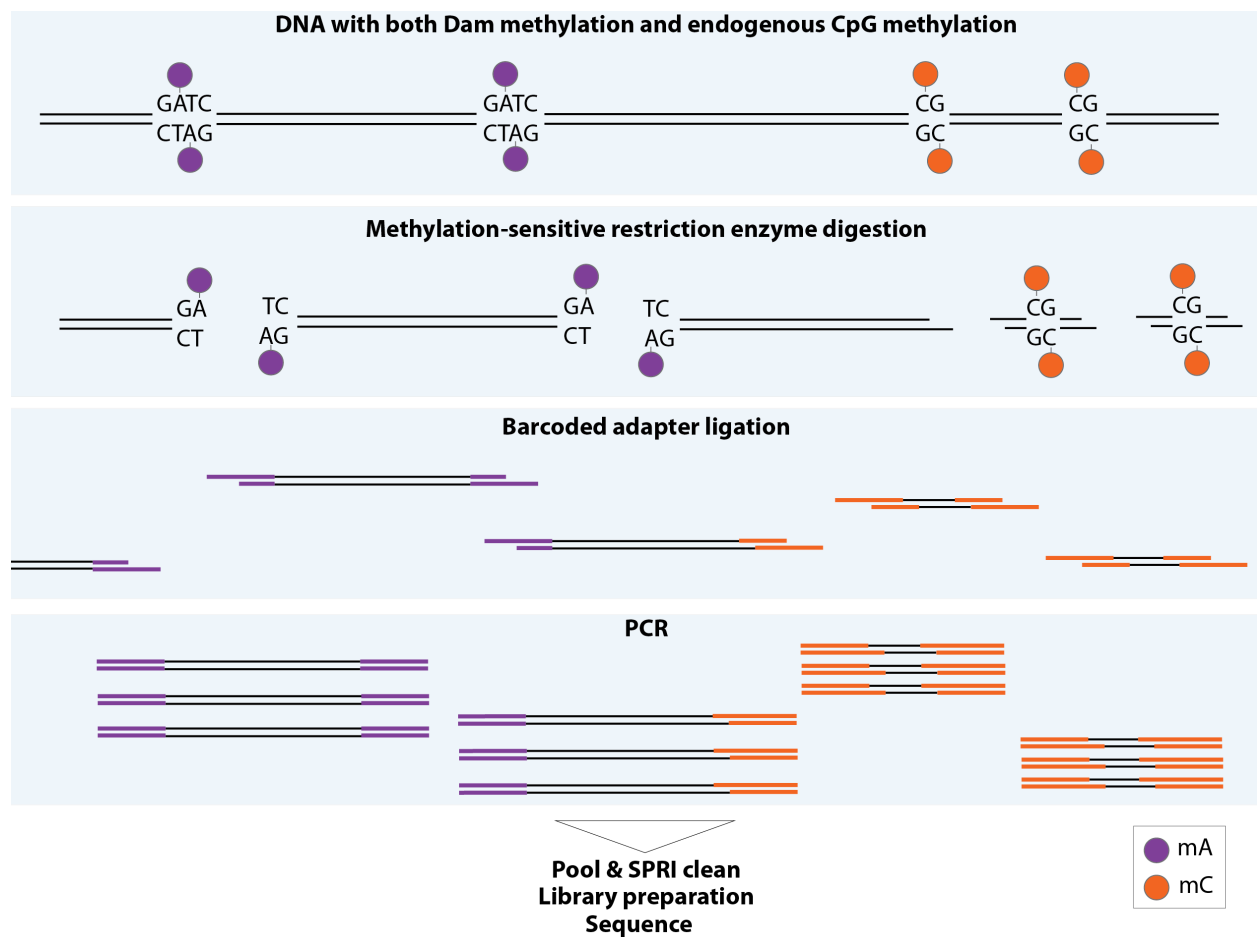 DNA with both Dam methylation and endogenous CpG methylation
GATC GATC CG CG
CTAG CTAG GC GC
Methylation-sensitive restriction enzyme digestion
GA TC GA TC CG CG
CT AG CT AG GC GC
Barcoded adapter ligation
PCR
Pool & SPRI clean
Library preparation
Sequence
mA
mC